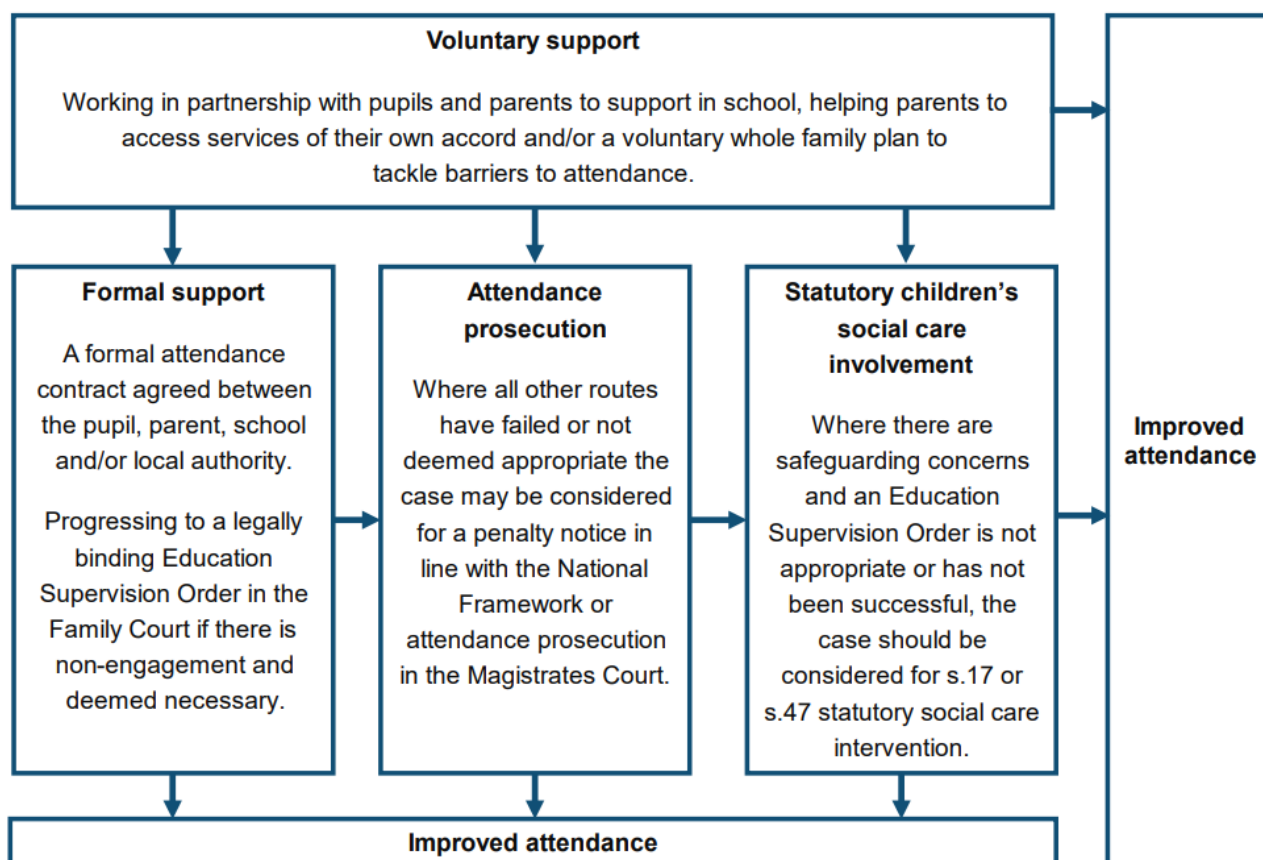 Voluntary support
Working in partnership with pupils and parents to support in school, helping parents to
access services of their own accord and/or a voluntary whole family plan to
tackle barriers to attendance.
Formal support
A formal attendance
contract agreed between
the pupil, parent, school
and/or local authority.
Progressing to a legally
binding Education
Supervision Order in the
Family Court if there is
non-engagement and
deemed necessary.
Attendance
prosecution
Where all other routes
have failed or not
deemed appropriate the
case may be considered
for a penalty notice in
line with the National
Framework or
attendance prosecution
in the Magistrates Court.
Statutory children’s
social care
involvement
Where there are
safeguarding concerns
and an Education
Supervision Order is not
appropriate or has not
been successful, the
case should be
considered for s.17 or
s.47 statutory social care
intervention.
Improved
attendance
Improved attendance